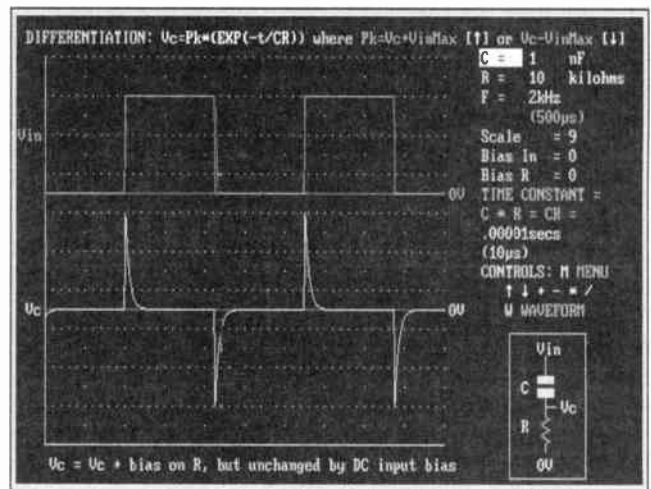 DIFFERENTIATION: Vc=Pk*(EXP(-t/CR)) where Pk=Vc+VinMax [↑] or Vc-VinMax [↓]
C = 1 nF
R = 10 kilohms
F = 2kHz
(500µs)
Vin
Scale = 9
Bias In = 0
Bias R = 0
0V
TIME CONSTANT =
C * R = CR =
.00001secs
(10µs)
CONTROLS: M MENU
↑ ↓ + - * /
Vc
0V
W WAVEFORM
Vin
C
Vc
R
0V
Vc = Vc + bias on R, but unchanged by DC input bias